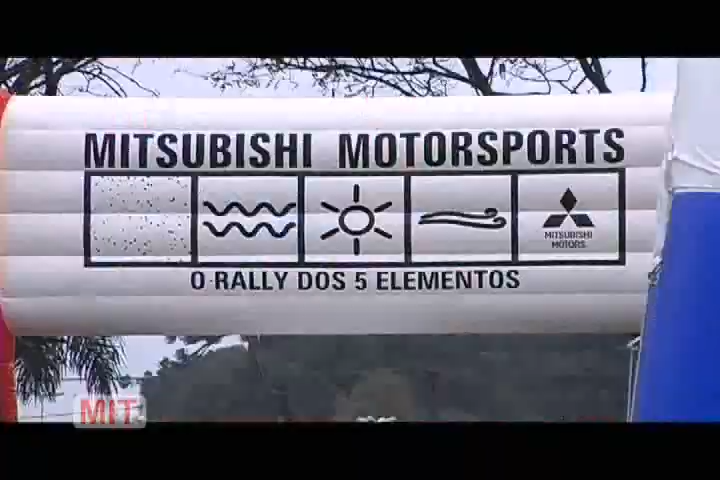 MITSUBISHI MOTORSPORTS
MITSUBISHI
MOTORS
O RALLY DOS 5 ELEMENTOS
MIT